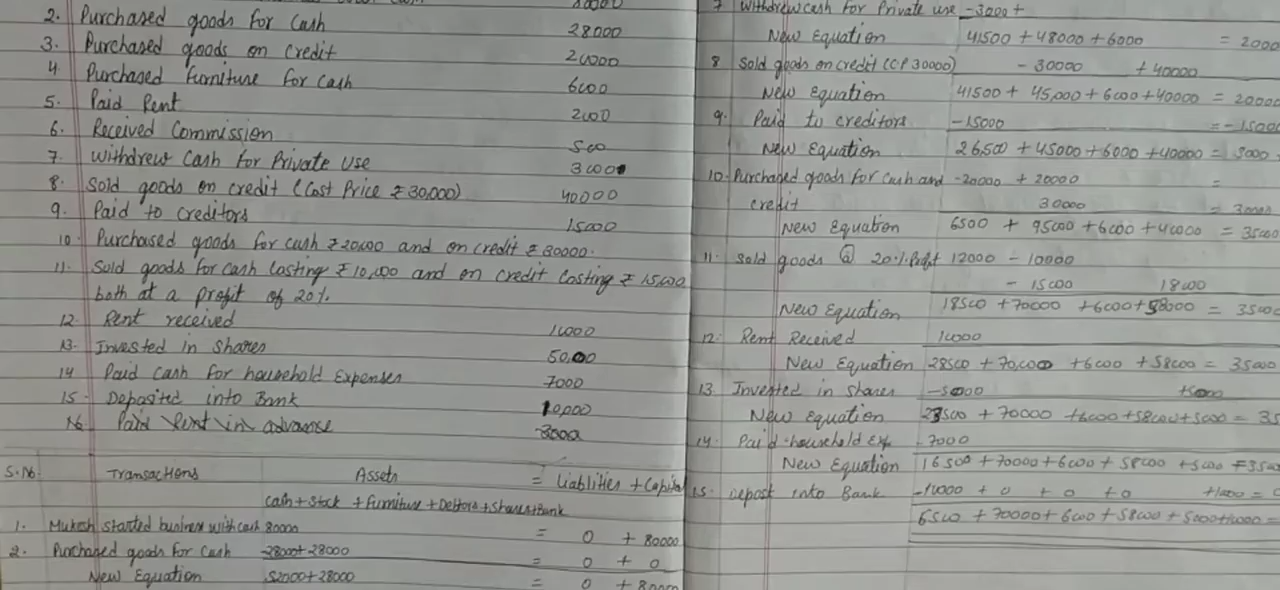 2. Purchased goods for Cash 28000
3. Purchased goods on Credit 20000
4 Purchased Furniture for Cash 6000
5. Paid Rent 2000
6. Received Commission 500
7. Withdrew Cash for Private Use 3000
8. Sold goods on credit (Cost Price ₹ 30,000) 40000
9. Paid to Creditors 15000
10. Purchased goods for cash ₹ 20000 and on credit ₹ 30000.
11. Sold goods for cash Costing ₹ 10,000 and on credit Costing ₹ 15,000
both at a profit of 20%.
12. Rent received
13. Invested in Shares
14 Paid Cash for household Expenses 7000
15. Deposited into Bank 10,000
16. Paid Rent in advance 3000
S.No. Transactions Assets = Liablities + Capital
Cash + Stock + Furniture + Debtors + Shares + Bank
1. Mukesh started business with cash 80000 = 0 + 80000
2. Purchased goods for Cash -28000 + 28000 = 0 + 0
New Equation 52000 + 28000 = 0 +
7 Withdrew cash for Private use -3000 +
New Equation 41500 + 48000 + 6000 =
8 Sold goods on credit (CP 30000) - 30000 + 40000
New Equation 41500 + 45,000 + 6000 + 40000 =
9. Paid to creditors -15000 = -15000
New Equation 26,500 + 45000 + 6000 + 40000 =
10. Purchased goods for cash and -20000 + 20000 =
credit 30000 =
New Equation 6500 + 95000 + 6000 + 40000 =
11. Sold goods @ 20% Profit 12000 - 10000
- 15000 18000
New Equation 18500 + 70000 + 6000 + 58000 =
12. Rent Received
New Equation 28500 + 70,000 + 6000 + 58000 = 35000
13. Invested in Shares -5000 +5000
New Equation 23500 + 70000 + 6000 + 58000 + 5000 =
14. Paid household Exp. - 7000
New Equation 16500 + 70000 + 6000 + 58000 + 5000 =
15. Deposit into Bank -10000 + 0 + 0 + 0 =
6500 + 70000 + 6000 + 58000 + 5000 + 10000 =